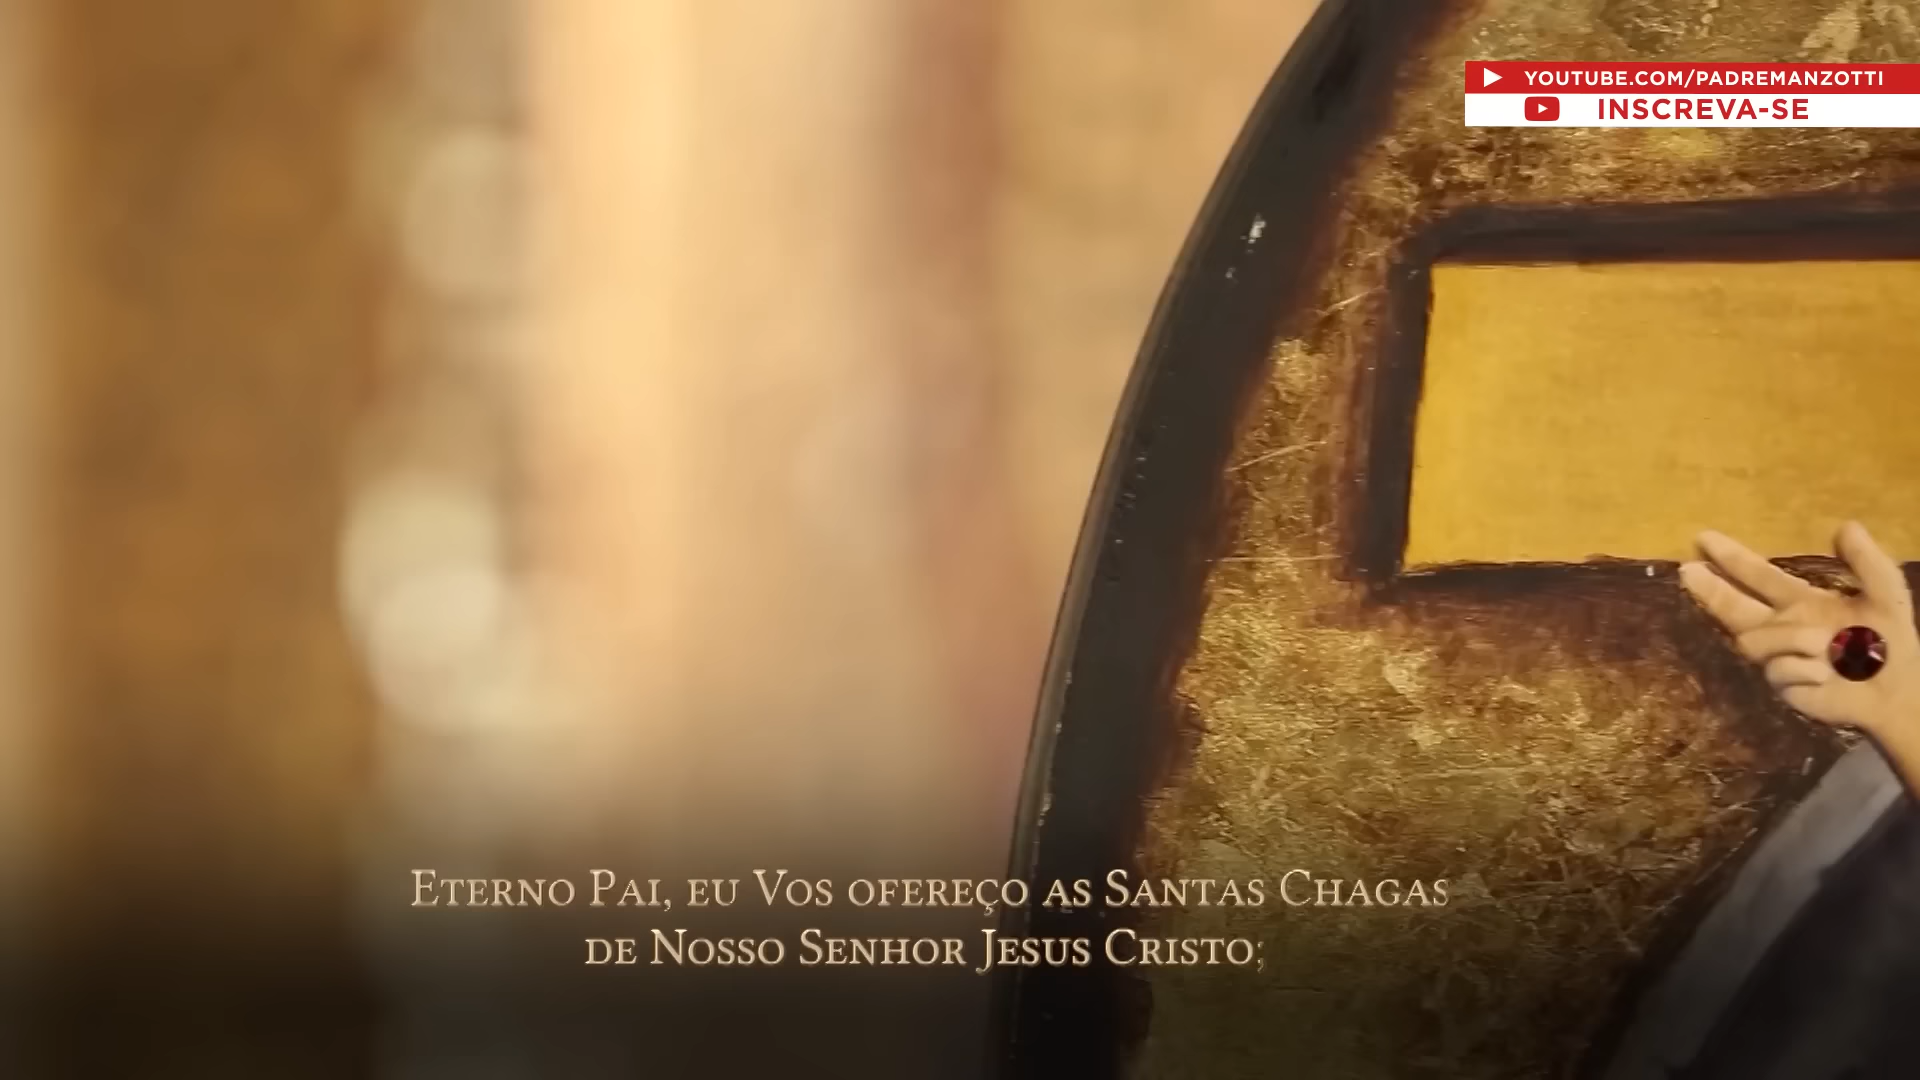 YOUTUBE.COM/PADREMANZOTTI
INSCREVA-SE
Eterno Pai, eu Vos ofereço as Santas Chagas
de Nosso Senhor Jesus Cristo;